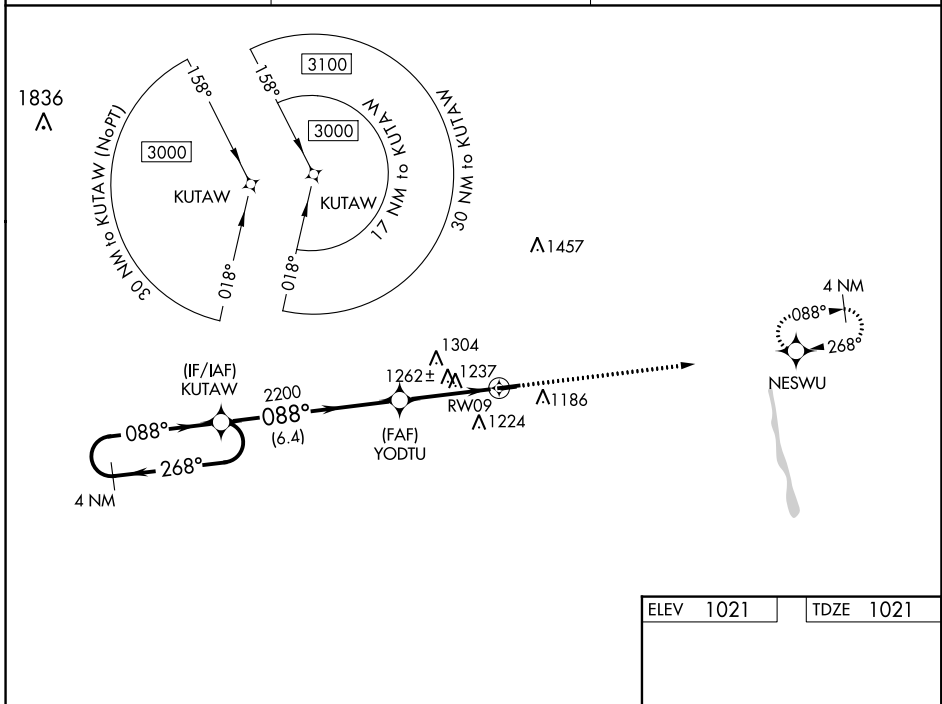 3100
158°
158°
1836
30 NM to KUTAW (NoPT)
3000
3000
KUTAW
KUTAW
17 NM to KUTAW
30 NM to KUTAW
018°
018°
1457
4 NM
088°
268°
NESWU
(IF/IAF)
KUTAW
2200
088°
(6.4)
088°
268°
4 NM
1304
1262± 1237
RW09
1186
1224
(FAF)
YODTU
ELEV 1021
TDZE 1021